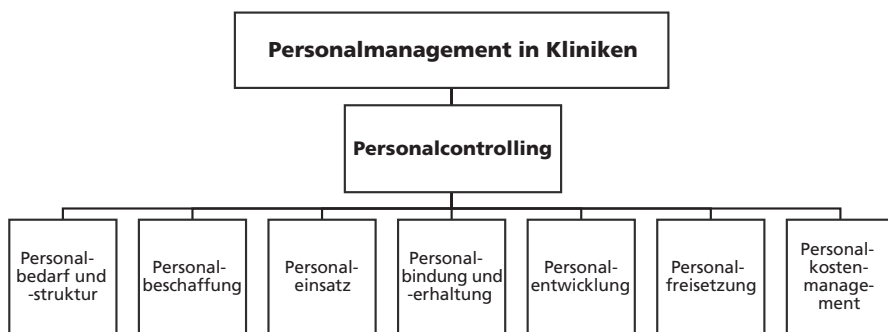 Personalmanagement in Kliniken
Personalcontrolling
Personal-
bedarf und
-struktur
Personal-
beschaffung
Personal-
einsatz
Personal-
bindung und
-erhaltung
Personal-
entwicklung
Personal-
freisetzung
Personal-
kosten-
manage-
ment